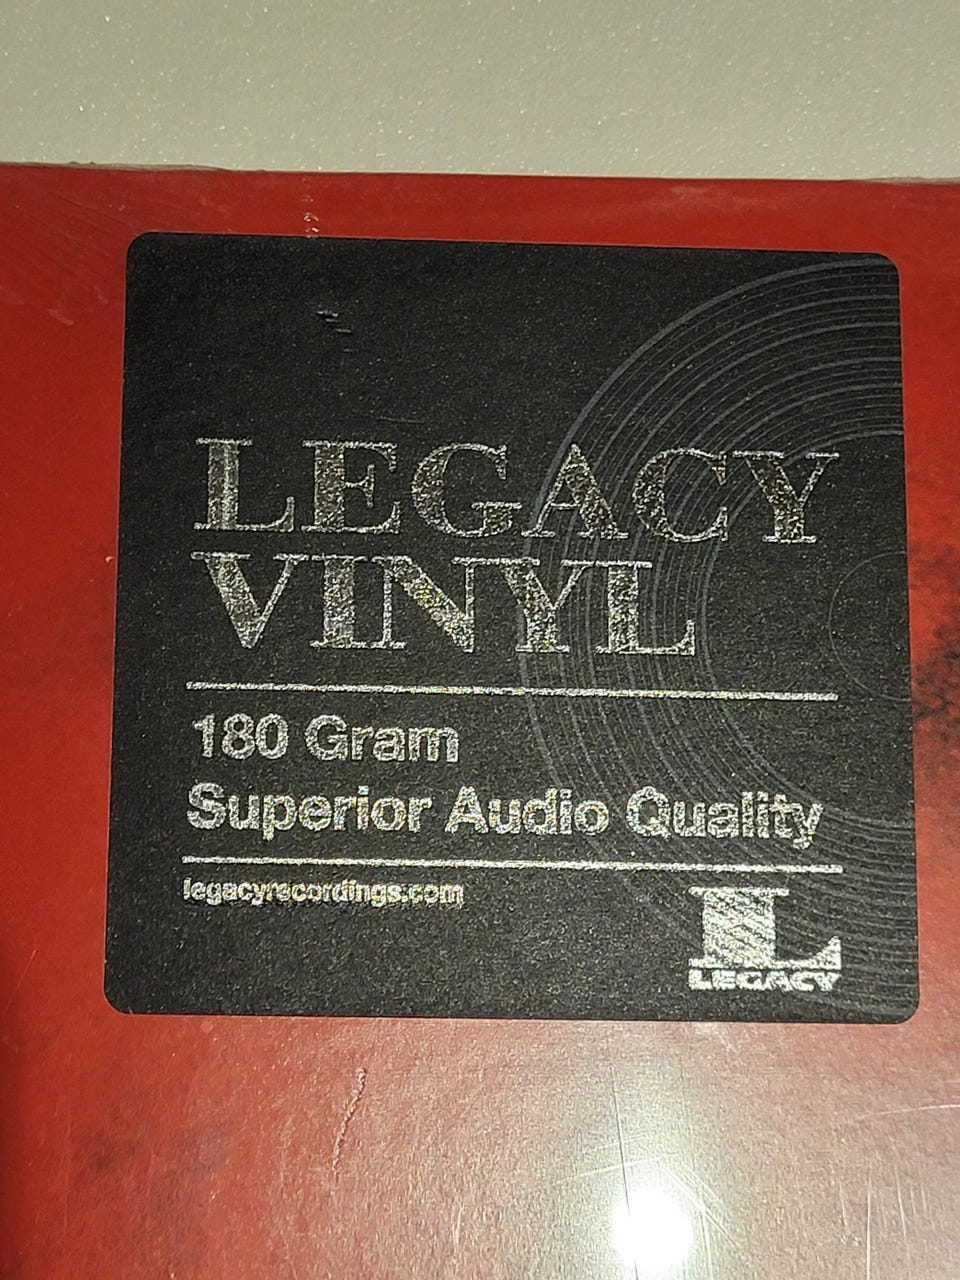 LEGACY
VINYL
180 Gram
Superior Audio Quality
legacyrecordings.com
L
LEGACY